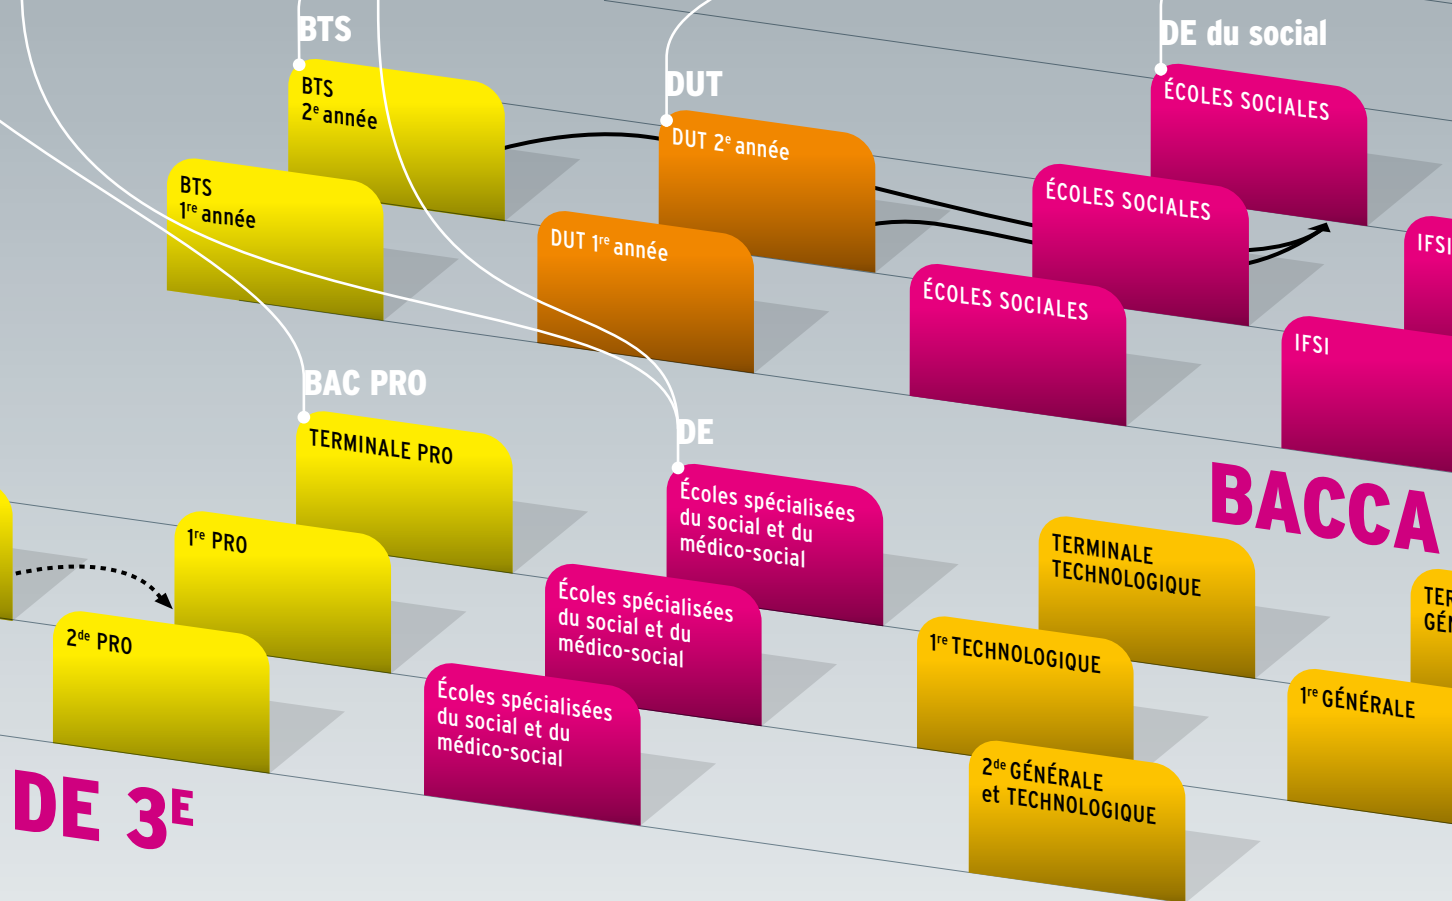 BTS
BTS
2e année
BTS
1re année
DUT
DUT 2e année
DUT 1re année
DE du social
ÉCOLES SOCIALES
ÉCOLES SOCIALES
ÉCOLES SOCIALES
IFSI
IFSI
BAC PRO
TERMINALE PRO
1re PRO
2de PRO
DE
Écoles spécialisées
du social et du
médico-social
Écoles spécialisées
du social et du
médico-social
Écoles spécialisées
du social et du
médico-social
BACCA
TERMINALE
TECHNOLOGIQUE
1re TECHNOLOGIQUE
2de GÉNÉRALE
et TECHNOLOGIQUE
TER
GÉN
1re GÉNÉRALE
DE 3E